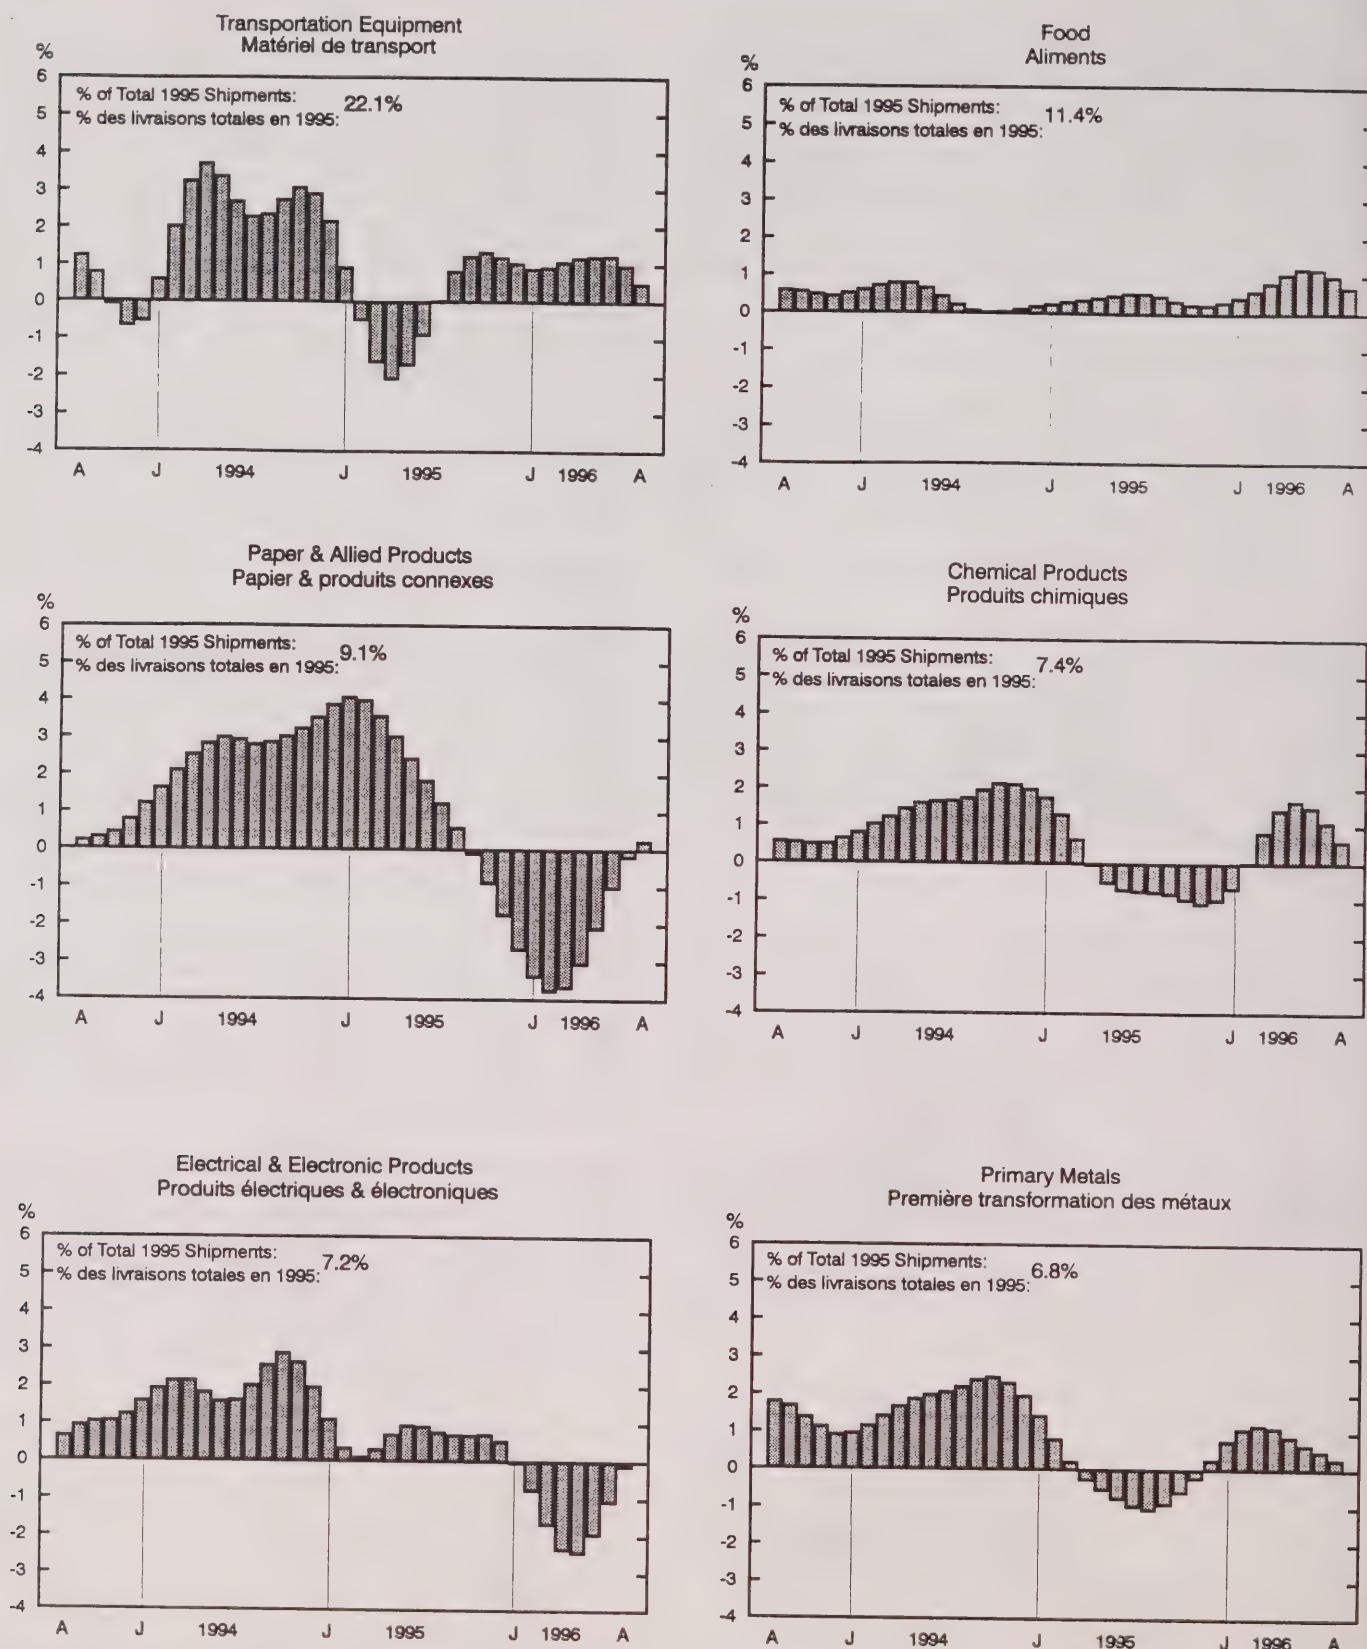 Transportation Equipment
Matériel de transport
%
6
5
4
3
2
1
0
-1
-2
-3
-4
% of Total 1995 Shipments: 22.1%
% des livraisons totales en 1995:
A J 1994 J 1995 J 1996 A
Food
Aliments
%
6
5
4
3
2
1
0
-1
-2
-3
-4
% of Total 1995 Shipments: 11.4%
% des livraisons totales en 1995:
A J 1994 J 1995 J 1996 A
Paper & Allied Products
Papier & produits connexes
%
6
5
4
3
2
1
0
-1
-2
-3
-4
% of Total 1995 Shipments: 9.1%
% des livraisons totales en 1995:
A J 1994 J 1995 J 1996 A
Chemical Products
Produits chimiques
%
6
5
4
3
2
1
0
-1
-2
-3
-4
% of Total 1995 Shipments: 7.4%
% des livraisons totales en 1995:
A J 1994 J 1995 J 1996 A
Electrical & Electronic Products
Produits électriques & électroniques
%
6
5
4
3
2
1
0
-1
-2
-3
-4
% of Total 1995 Shipments: 7.2%
% des livraisons totales en 1995:
A J 1994 J 1995 J 1996 A
Primary Metals
Première transformation des métaux
%
6
5
4
3
2
1
0
-1
-2
-3
-4
% of Total 1995 Shipments: 6.8%
% des livraisons totales en 1995:
A J 1994 J 1995 J 1996 A